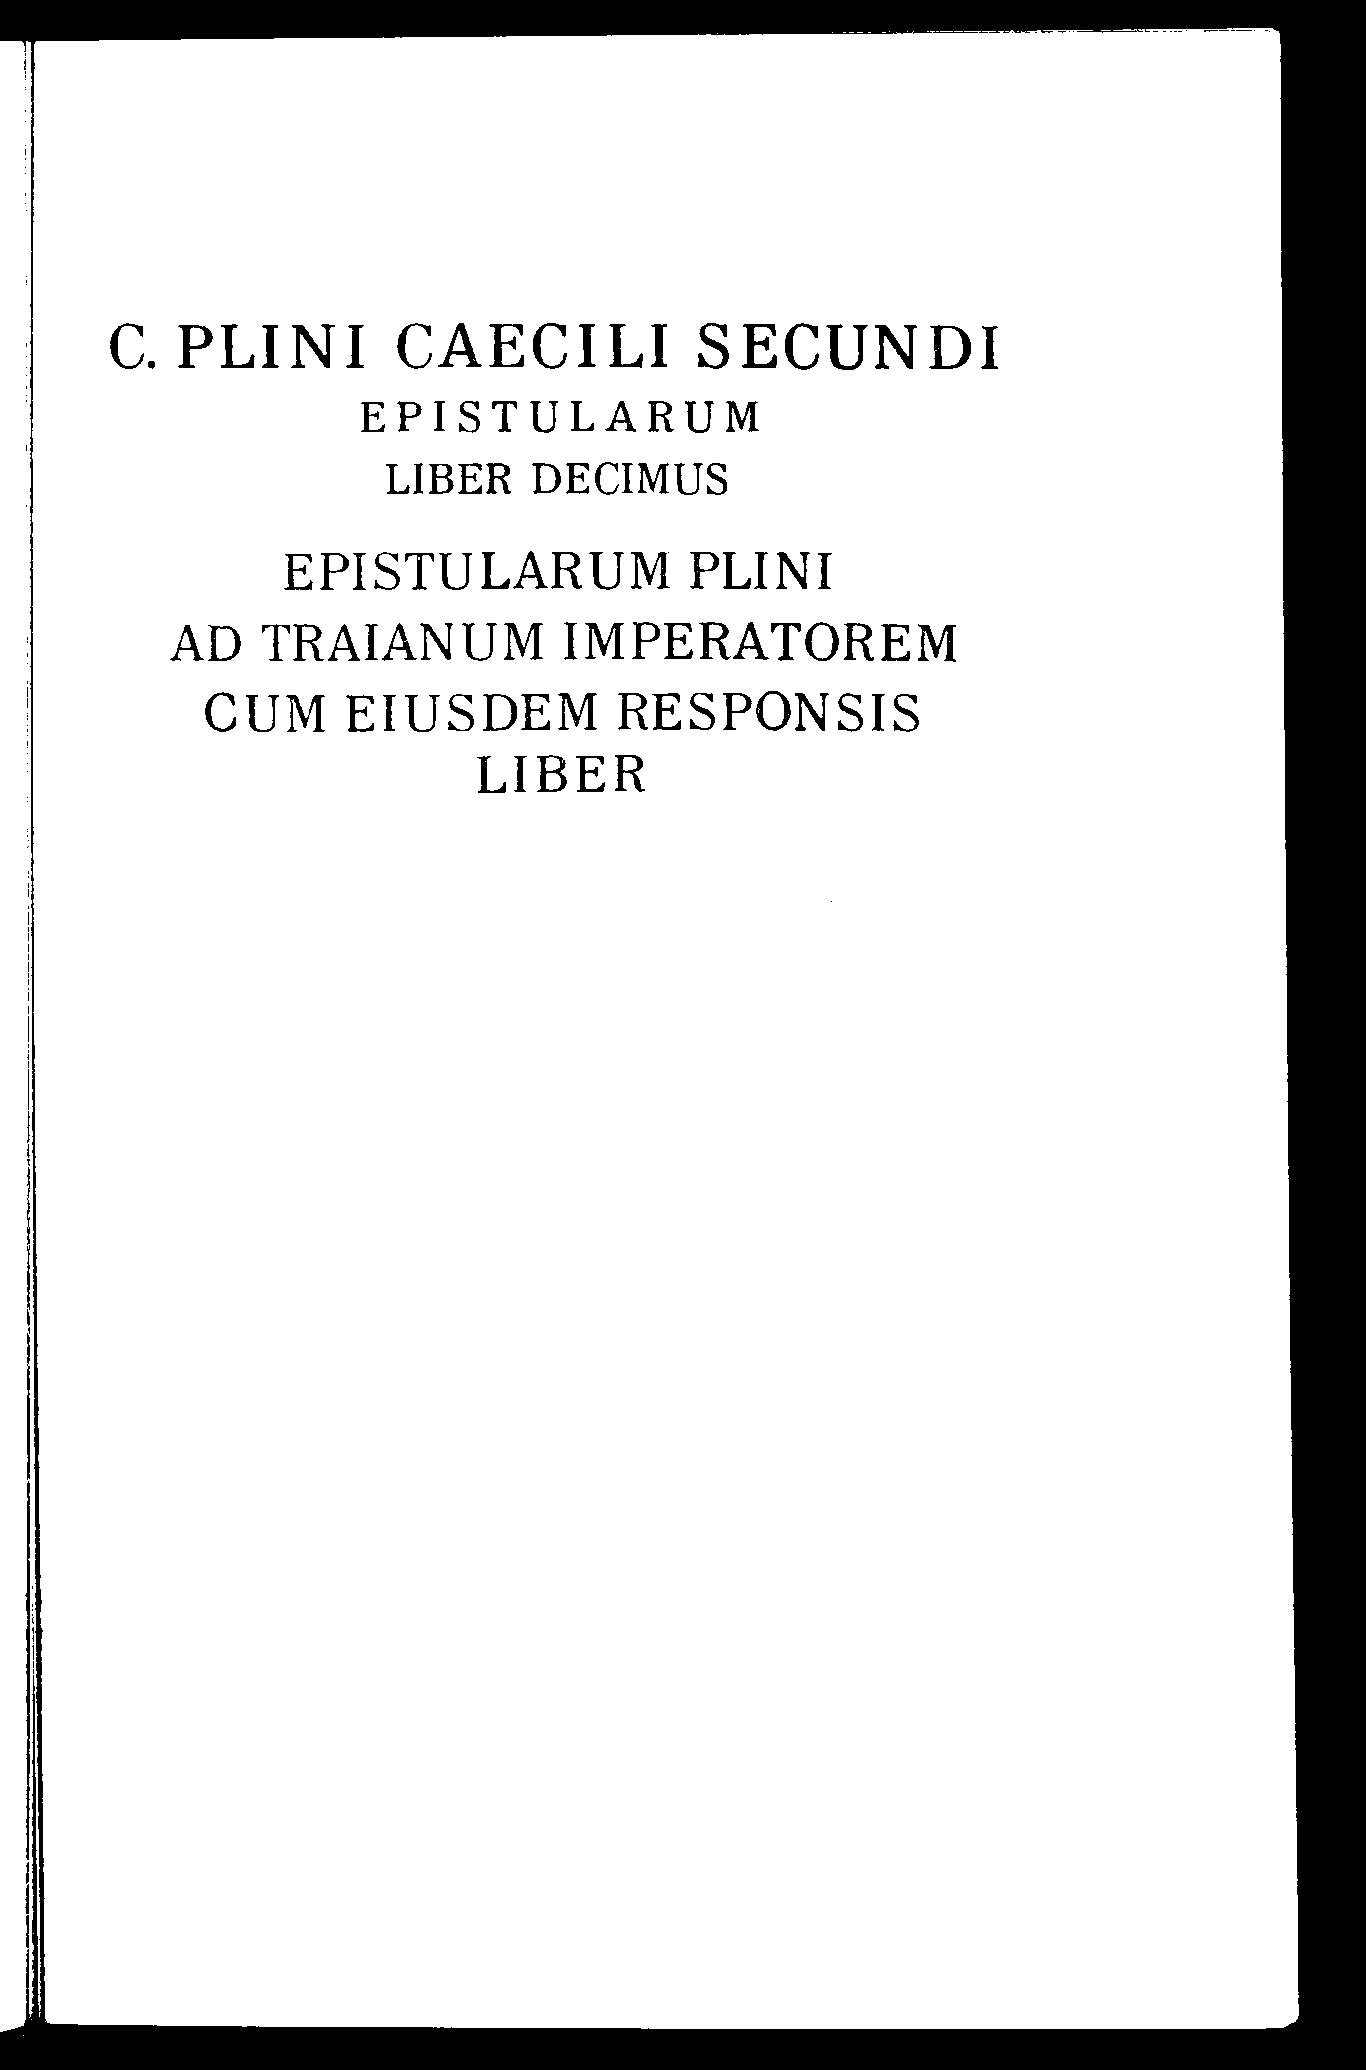 C. PLINI CAECILI SECUNDI
EPISTULARUM
LIBER DECIMUS
EPISTULARUM PLINI
AD TRAIANUM IMPERATOREM
CUM EIUSDEM RESPONSIS
LIBER